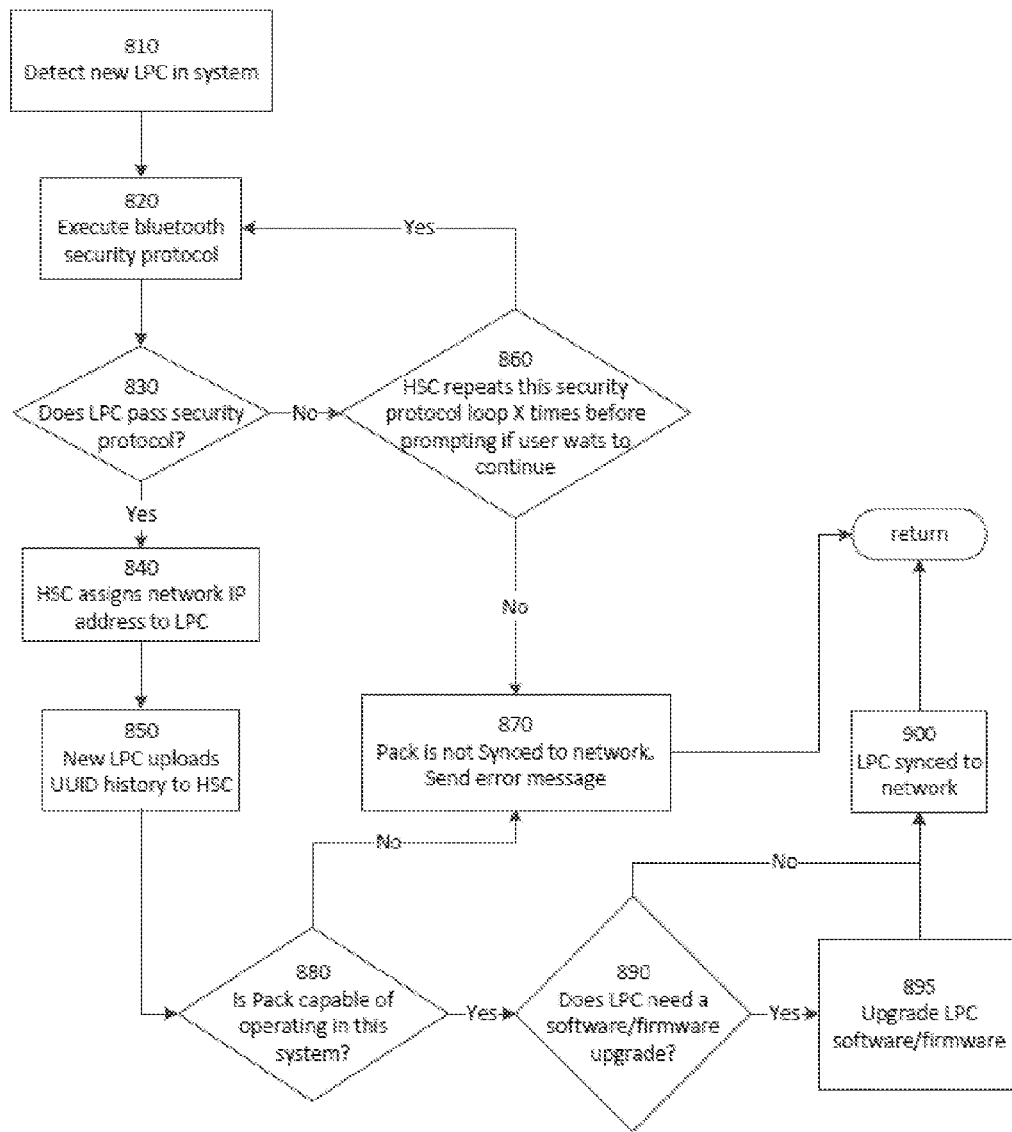 810
Detect new LPC in system
820
Execute bluetooth
security protocol
Yes
830
Does LPC pass security
protocol?
No
860
HSC repeats this security
protocol loop X times before
prompting if user wats to
continue
Yes
No
840
HSC assigns network IP
address to LPC
return
850
New LPC uploads
UUID history to HSC
870
Pack is not Synced to network.
Send error message
900
LPC synced to
network
No
No
880
Is Pack capable of
operating in this
system?
Yes
890
Does LPC need a
software/firmware
upgrade?
Yes
895
Upgrade LPC
software/firmware